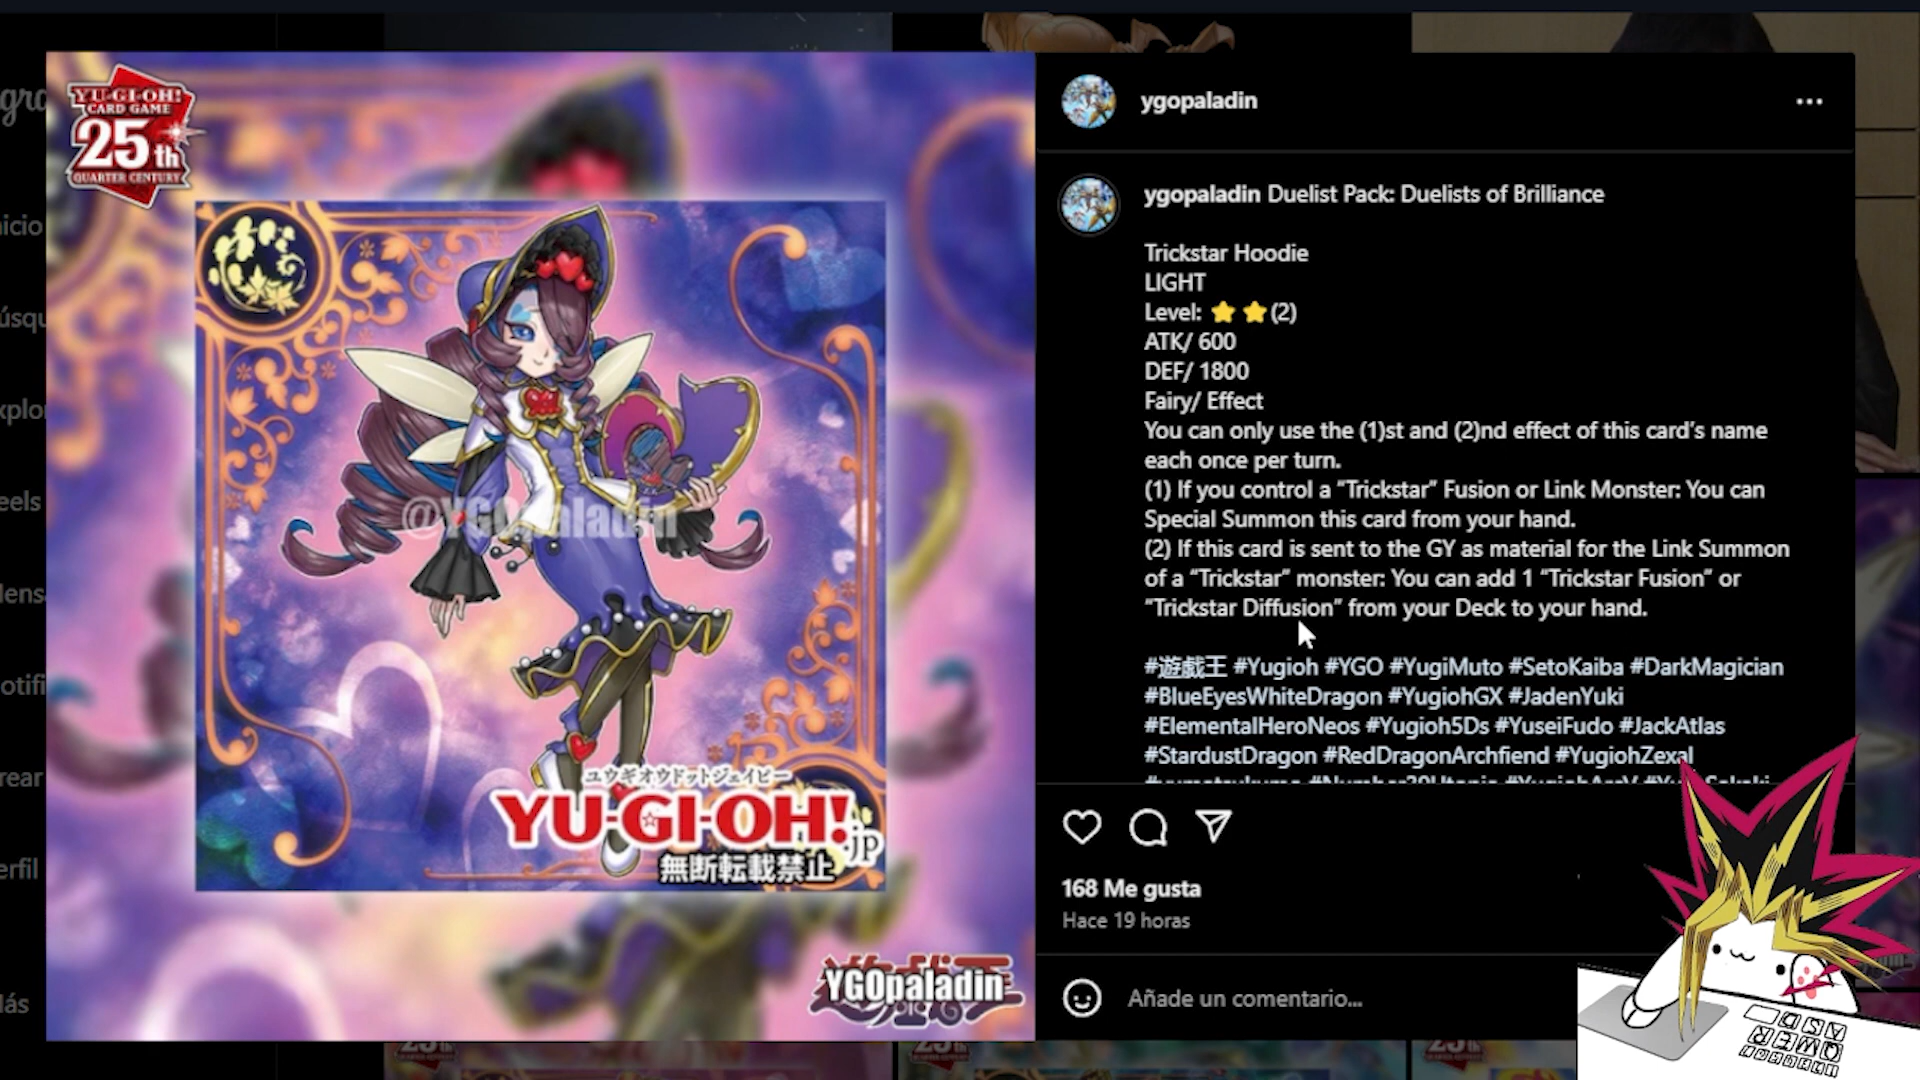 YU-GI-OH!
CARD GAME
25th
QUARTER CENTURY
@YGOpaladin
ユウギオウドットジェイピー
YU-GI-OH!.jp
無断転載禁止
YGOpaladin
ygopaladin
ygopaladin Duelist Pack: Duelists of Brilliance
Trickstar Hoodie
LIGHT
Level: ⭐ ⭐ (2)
ATK/ 600
DEF/ 1800
Fairy/ Effect
You can only use the (1)st and (2)nd effect of this card's name
each once per turn.
(1) If you control a "Trickstar" Fusion or Link Monster: You can
Special Summon this card from your hand.
(2) If this card is sent to the GY as material for the Link Summon
of a "Trickstar" monster: You can add 1 "Trickstar Fusion" or
"Trickstar Diffusion" from your Deck to your hand.
#遊戯王 #Yugioh #YGO #YugiMuto #SetoKaiba #DarkMagician
#BlueEyesWhiteDragon #YugiohGX #JadenYuki
#ElementalHeroNeos #Yugioh5Ds #YuseiFudo #JackAtlas
#StardustDragon #RedDragonArchfiend #YugiohZexal
168 Me gusta
Hace 19 horas
Añade un comentario...